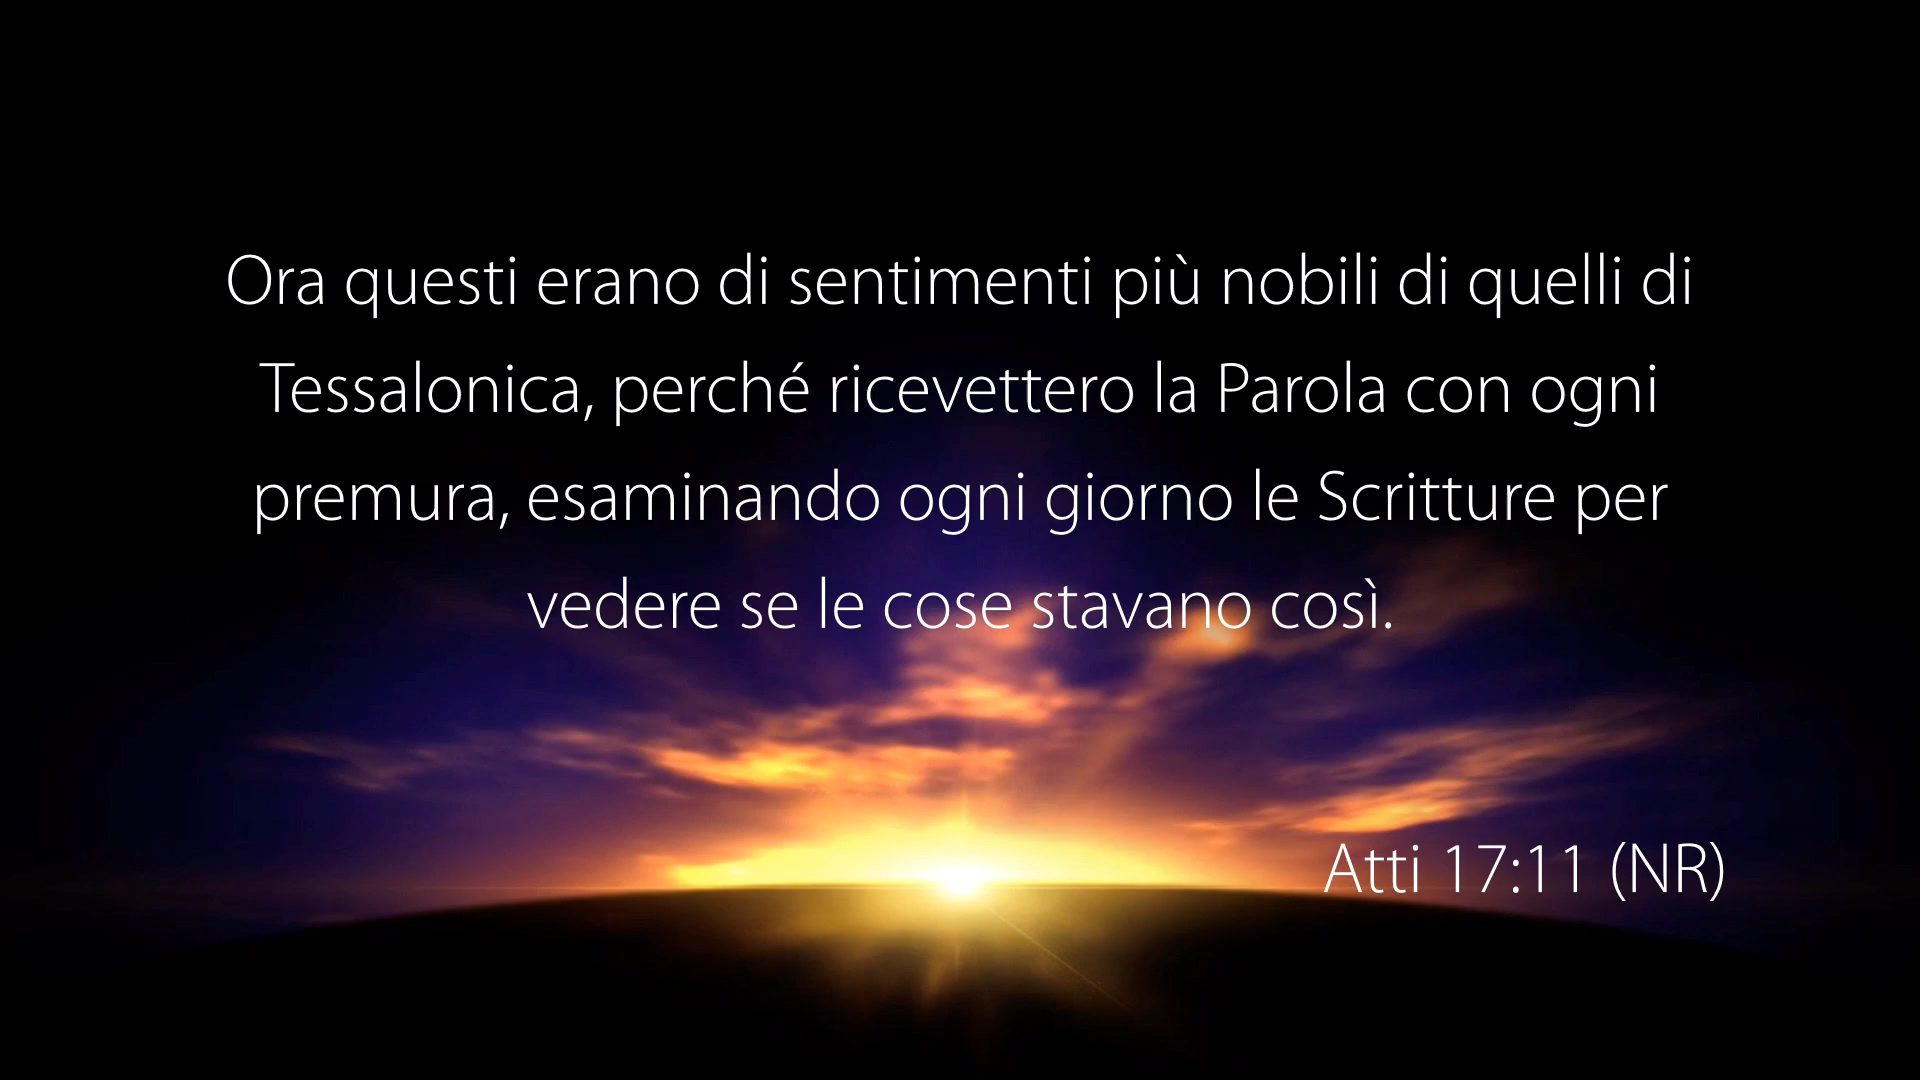 Ora questi erano di sentimenti più nobili di quelli di
Tessalonica, perché ricevettero la Parola con ogni
premura, esaminando ogni giorno le Scritture per
vedere se le cose stavano così.
Atti 17:11 (NR)